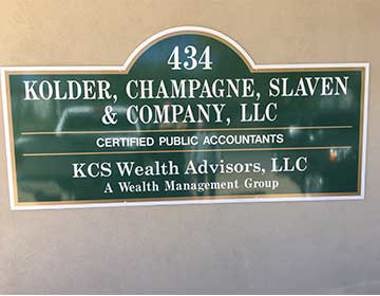 434
KOLDER, CHAMPAGNE, SLAVEN
& COMPANY, LLC
CERTIFIED PUBLIC ACCOUNTANTS
KCS Wealth Advisors, LLC
A Wealth Management Group